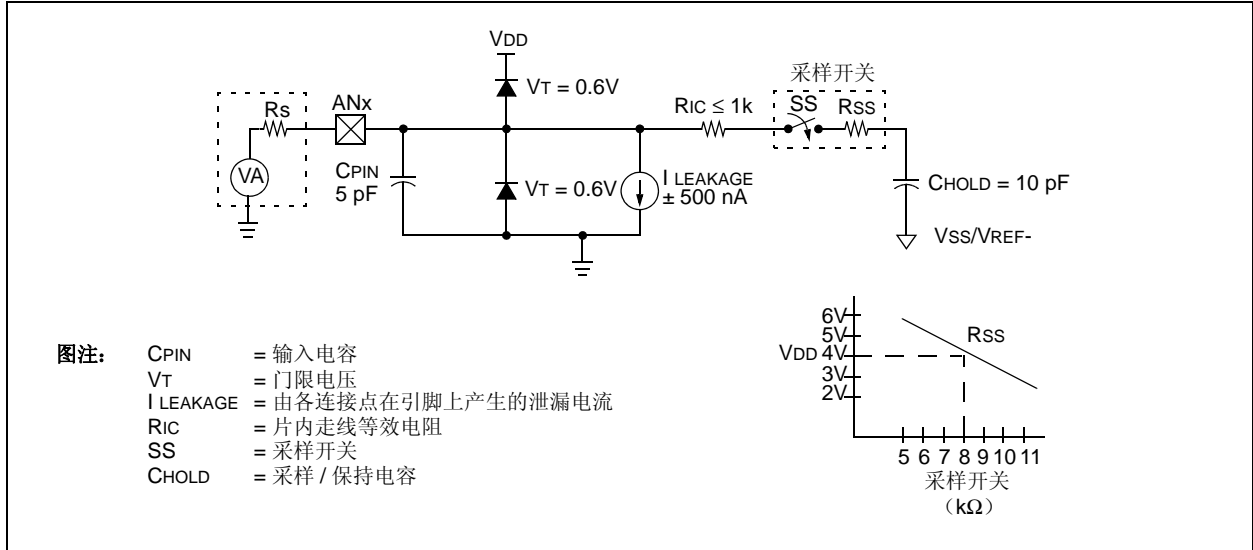 VDD
VT = 0.6V
采样开关
Rs
ANx
RIC ≤ 1k
SS
RSS
VA
CPIN
5 pF
VT = 0.6V
I LEAKAGE
± 500 nA
CHOLD = 10 pF
VSS/VREF-
图注：
CPIN = 输入电容
VT = 门限电压
I LEAKAGE = 由各连接点在引脚上产生的泄漏电流
RIC = 片内走线等效电阻
SS = 采样开关
CHOLD = 采样 / 保持电容
6V
5V
VDD 4V
3V
2V
RSS
5 6 7 8 9 10 11
采样开关
（kΩ）